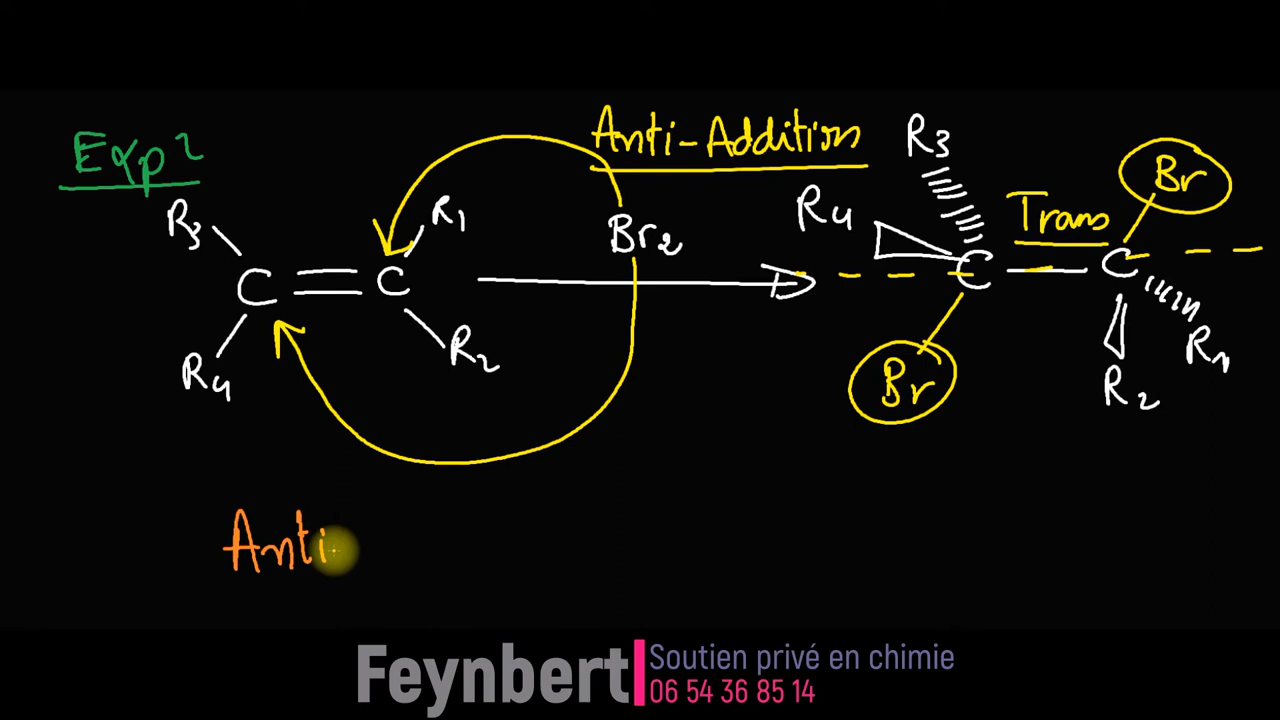 Exp 2
Anti-Addition
R3 R1 Br2
C = C
R4 R2
R3 Br
R4 Trans
C — C
Br R2 R1
Anti
Feynbert
Soutien privé en chimie
06 54 36 85 14